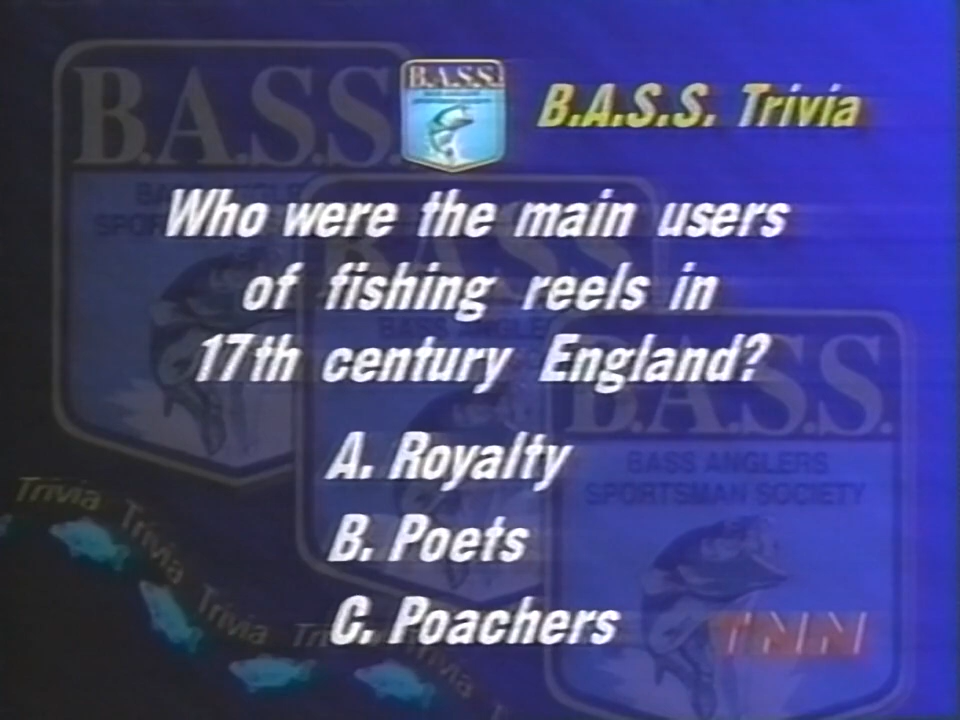 B.A.S.S.
B.A.S.S. Trivia
B.A.S.S.
Who were the main users
of fishing reels in
17th century England?
B.A.S.S.
BASS ANGLERS
SPORTSMAN SOCIETY
A. Royalty
B. Poets
C. Poachers
Trivia Trivia Trivia Trivia
TNN